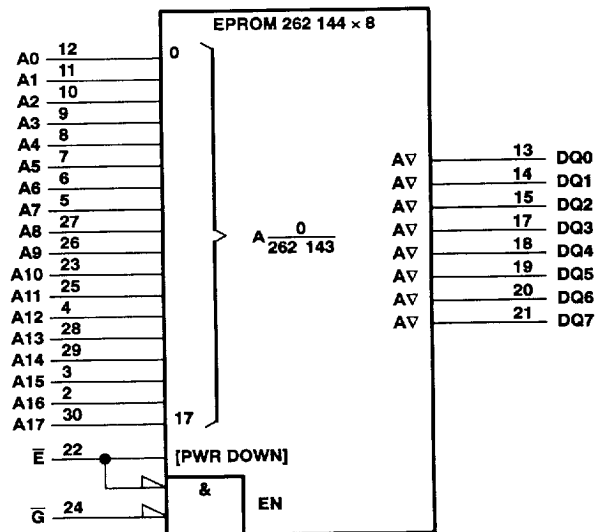 EPROM 262 144 × 8
A0 12 0
A1 11
A2 10
A3 9
A4 8
A5 7 A▽ 13 DQ0
A6 6 A▽ 14 DQ1
A7 5 A▽ 15 DQ2
A8 27 A 0/262 143 A▽ 17 DQ3
A9 26 A▽ 18 DQ4
A10 23 A▽ 19 DQ5
A11 25 A▽ 20 DQ6
A12 4 A▽ 21 DQ7
A13 28
A14 29
A15 3
A16 2
A17 30 17
E̅ 22 [PWR DOWN]
& EN
G̅ 24